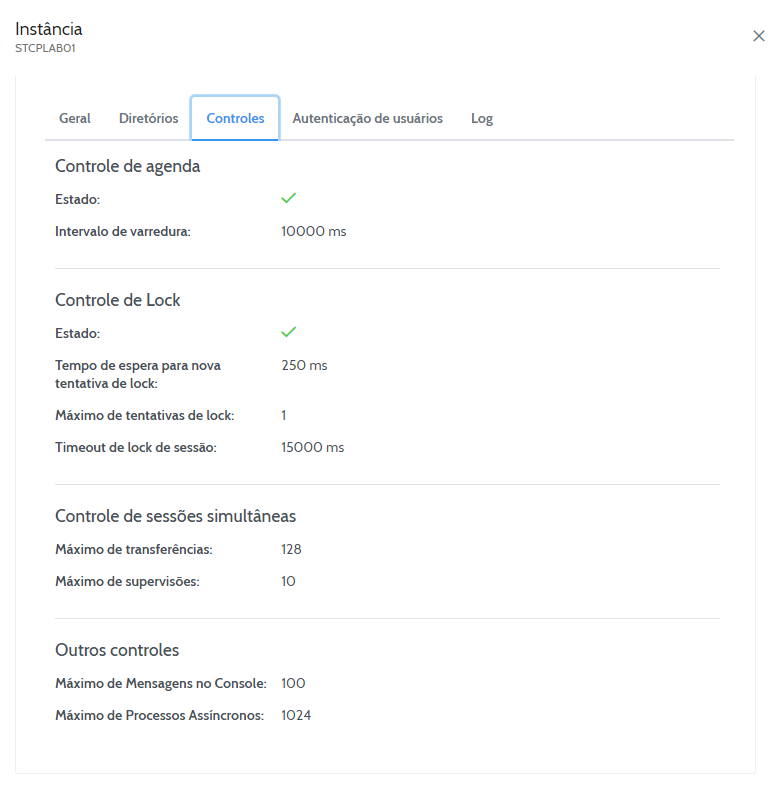 Instância
STCPLAB01
Geral Diretórios Controles Autenticação de usuários Log
Controle de agenda
Estado:
Intervalo de varredura: 10000 ms
Controle de Lock
Estado:
Tempo de espera para nova tentativa de lock: 250 ms
Máximo de tentativas de lock: 1
Timeout de lock de sessão: 15000 ms
Controle de sessões simultâneas
Máximo de transferências: 128
Máximo de supervisões: 10
Outros controles
Máximo de Mensagens no Console: 100
Máximo de Processos Assíncronos: 1024